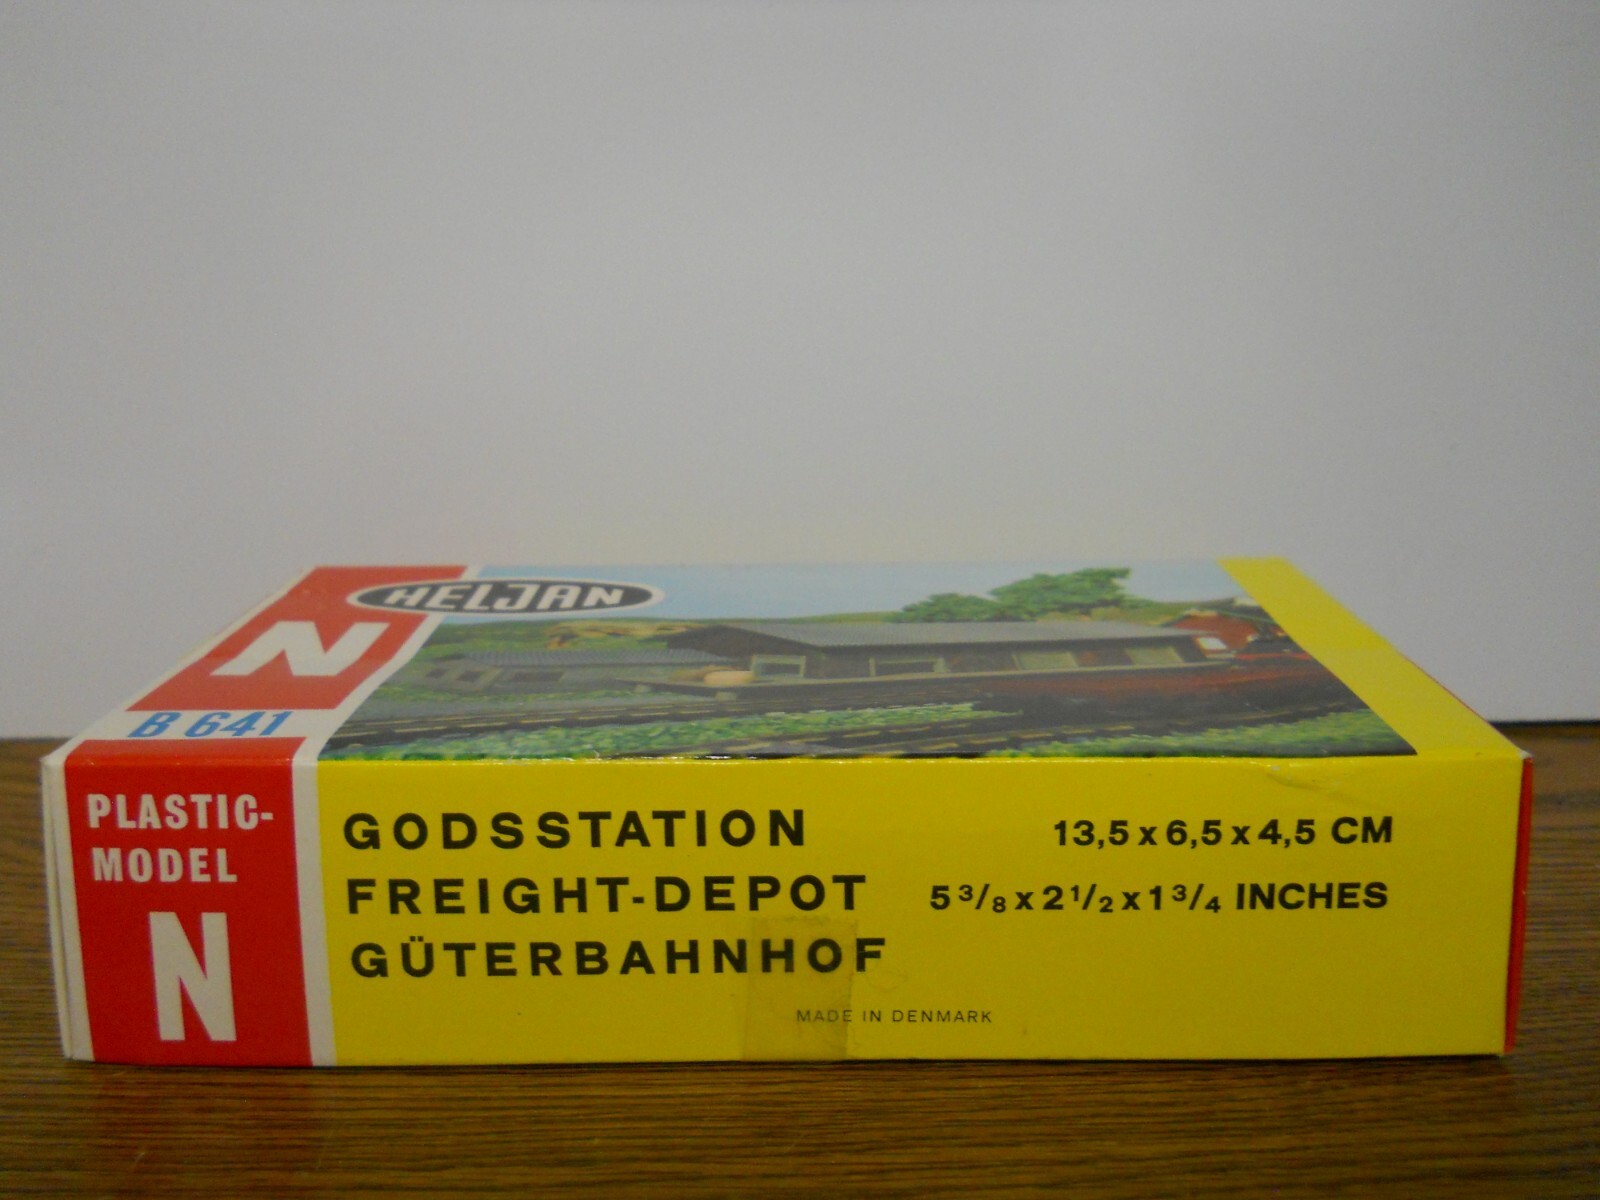 HELJAN
N
B 641
PLASTIC-
MODEL
N
GODSSTATION
FREIGHT-DEPOT
GÜTERBAHNHOF
13,5 x 6,5 x 4,5 CM
5 3/8 x 2 1/2 x 1 3/4 INCHES
MADE IN DENMARK